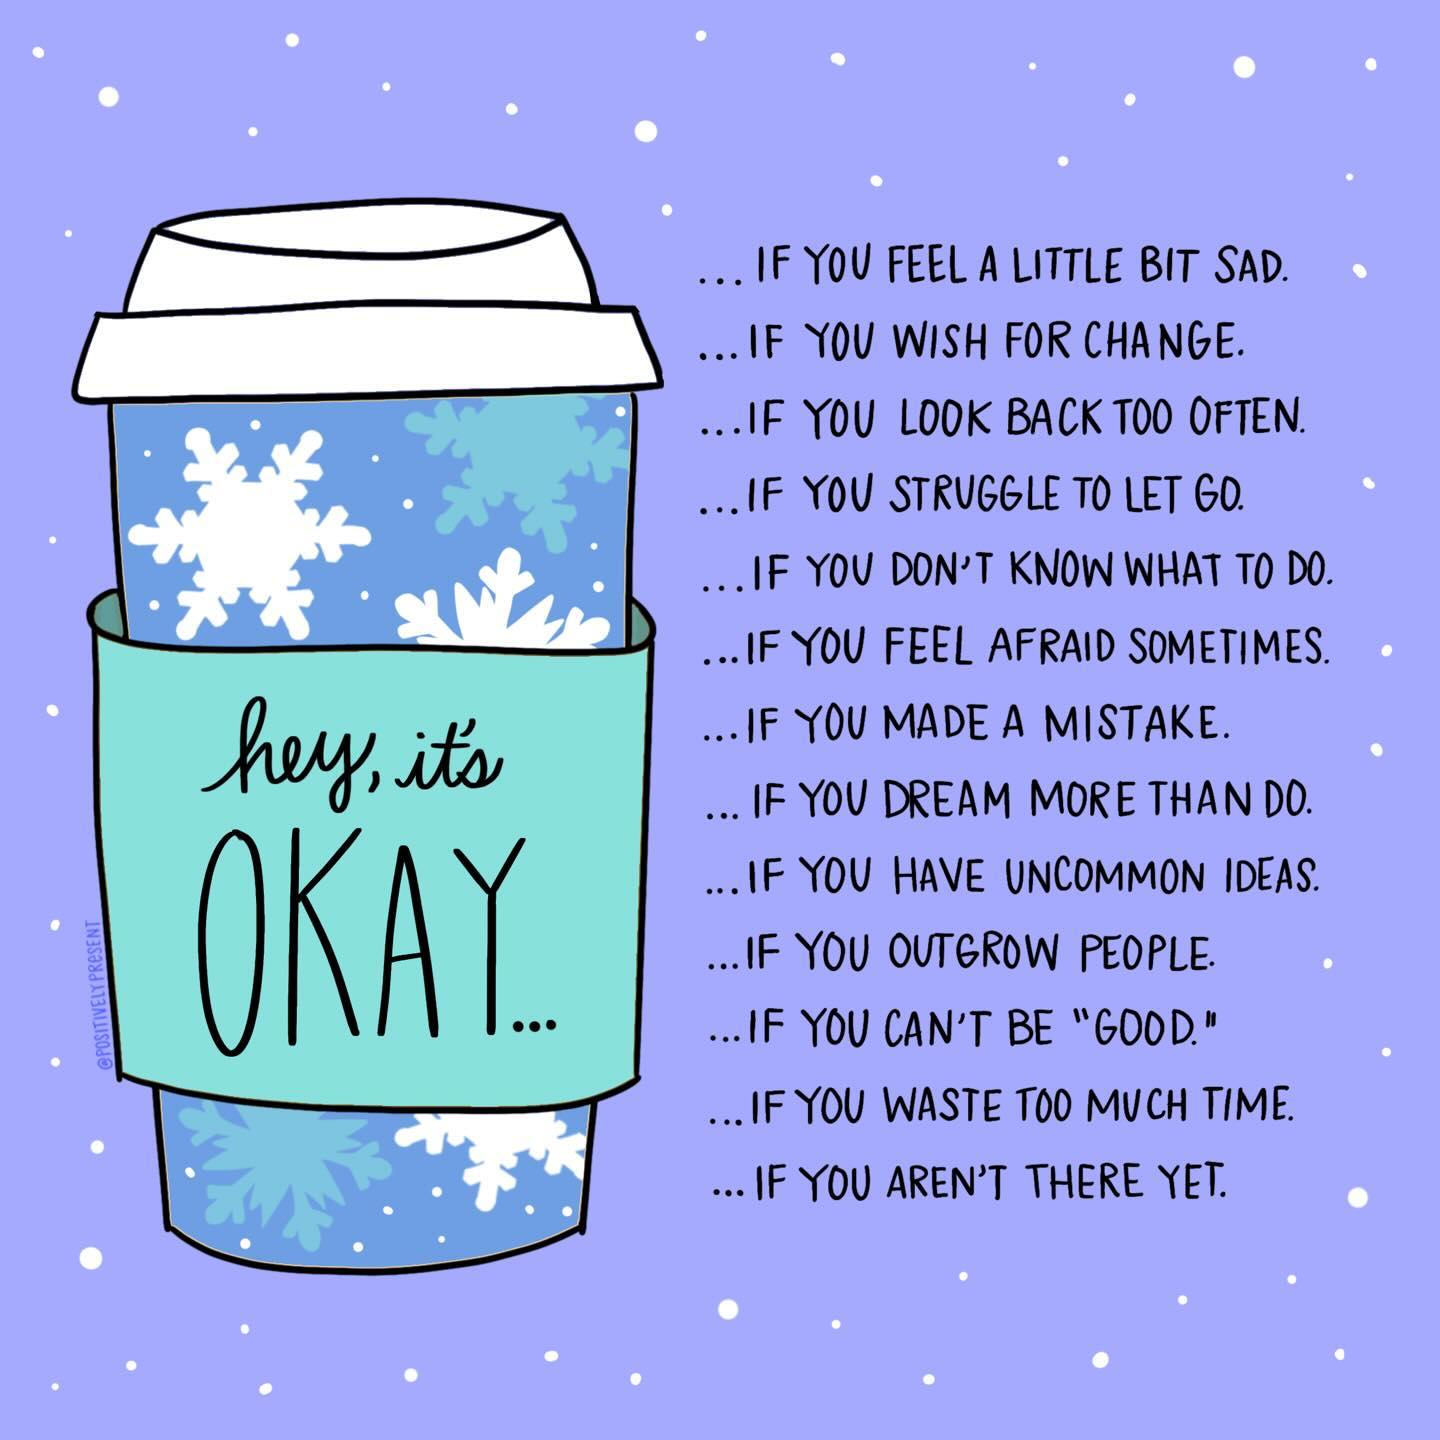 hey, it's
OKAY...
... IF YOU FEEL A LITTLE BIT SAD.
...IF YOU WISH FOR CHANGE.
...IF YOU LOOK BACK TOO OFTEN.
...IF YOU STRUGGLE TO LET GO.
...IF YOU DON'T KNOW WHAT TO DO.
...IF YOU FEEL AFRAID SOMETIMES.
...IF YOU MADE A MISTAKE.
... IF YOU DREAM MORE THAN DO.
...IF YOU HAVE UNCOMMON IDEAS.
...IF YOU OUTGROW PEOPLE.
...IF YOU CAN'T BE "GOOD."
...IF YOU WASTE TOO MUCH TIME.
... IF YOU AREN'T THERE YET.
@POSITIVELYPRESENT